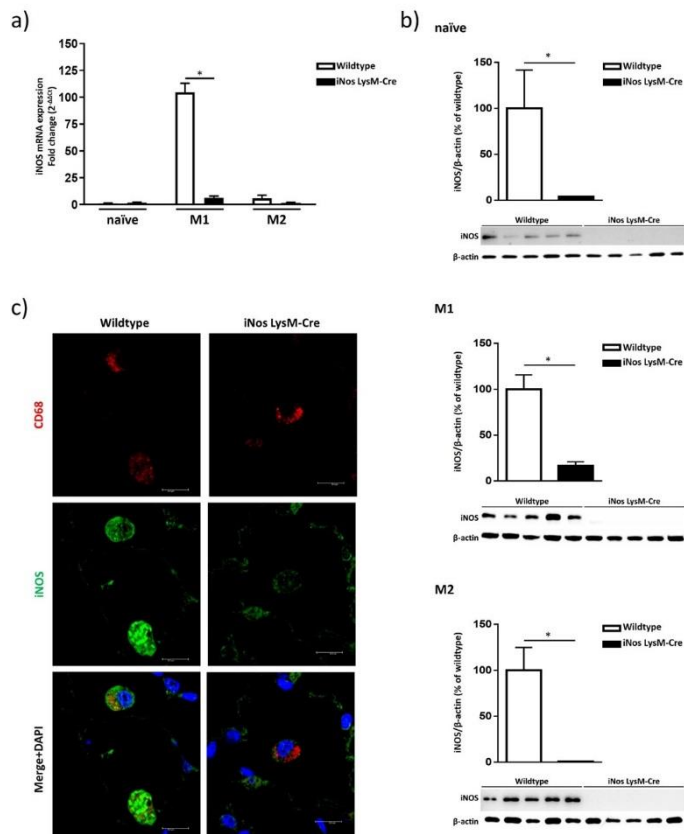 a)
150
125
100
75
50
25
0
iNOS mRNA expression
Fold change (2-ΔΔCt)
Wildtype
iNos LysM-Cre
*
naïve
M1
M2
b)
naïve
150
100
50
0
iNOS/β-actin (% of wildtype)
*
Wildtype
iNos LysM-Cre
Wildtype
iNos LysM-Cre
iNOS
β-actin
M1
150
100
50
0
iNOS/β-actin (% of wildtype)
*
Wildtype
iNos LysM-Cre
Wildtype
iNos LysM-Cre
iNOS
β-actin
M2
150
100
50
0
iNOS/β-actin (% of wildtype)
*
Wildtype
iNos LysM-Cre
Wildtype
iNos LysM-Cre
iNOS
β-actin
c)
Wildtype
iNos LysM-Cre
CD68
iNOS
Merge+DAPI